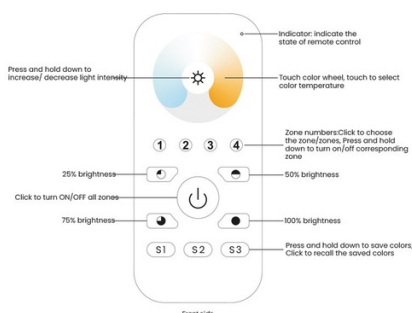 Indicator: indicate the
state of remote control
Press and hold down to
increase/ decrease light intensity
Touch color wheel, touch to select
color temperature
1 2 3 4
Zone numbers:Click to choose
the zone/zones, Press and hold
down to turn on/off corresponding
zone
25% brightness
50% brightness
Click to turn ON/OFF all zones
75% brightness
100% brightness
S1 S2 S3
Press and hold down to save colors,
Click to recall the saved colors
Front side